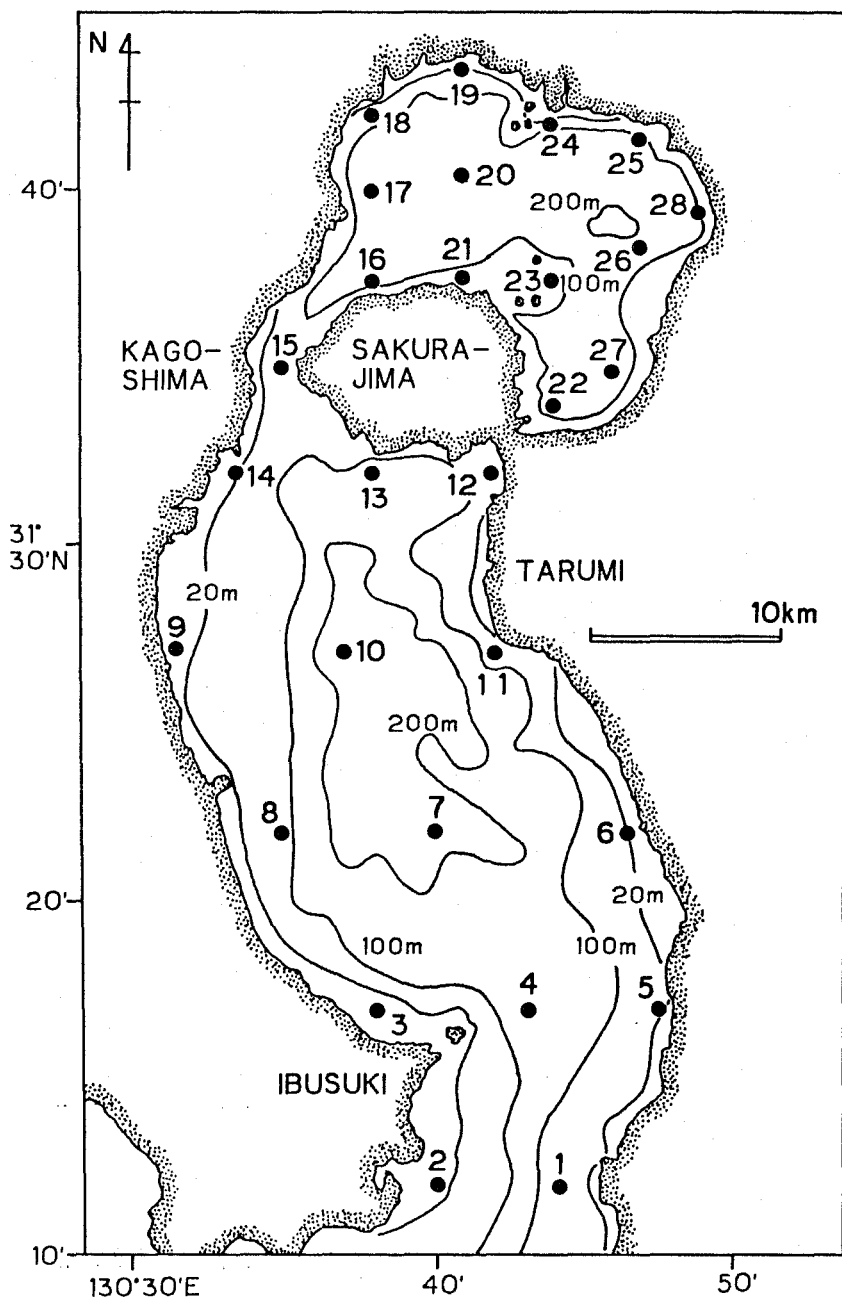 N
19
18
24
25
40'
17
20
200m
28
16
21
23
100m
26
KAGO-
SHIMA
15
SAKURA-
JIMA
27
22
14
13
12
31°
30'N
TARUMI
20m
10km
9
10
11
200m
8
7
6
20'
20m
100m
100m
4
5
3
IBUSUKI
2
1
10'
130°30'E
40'
50'